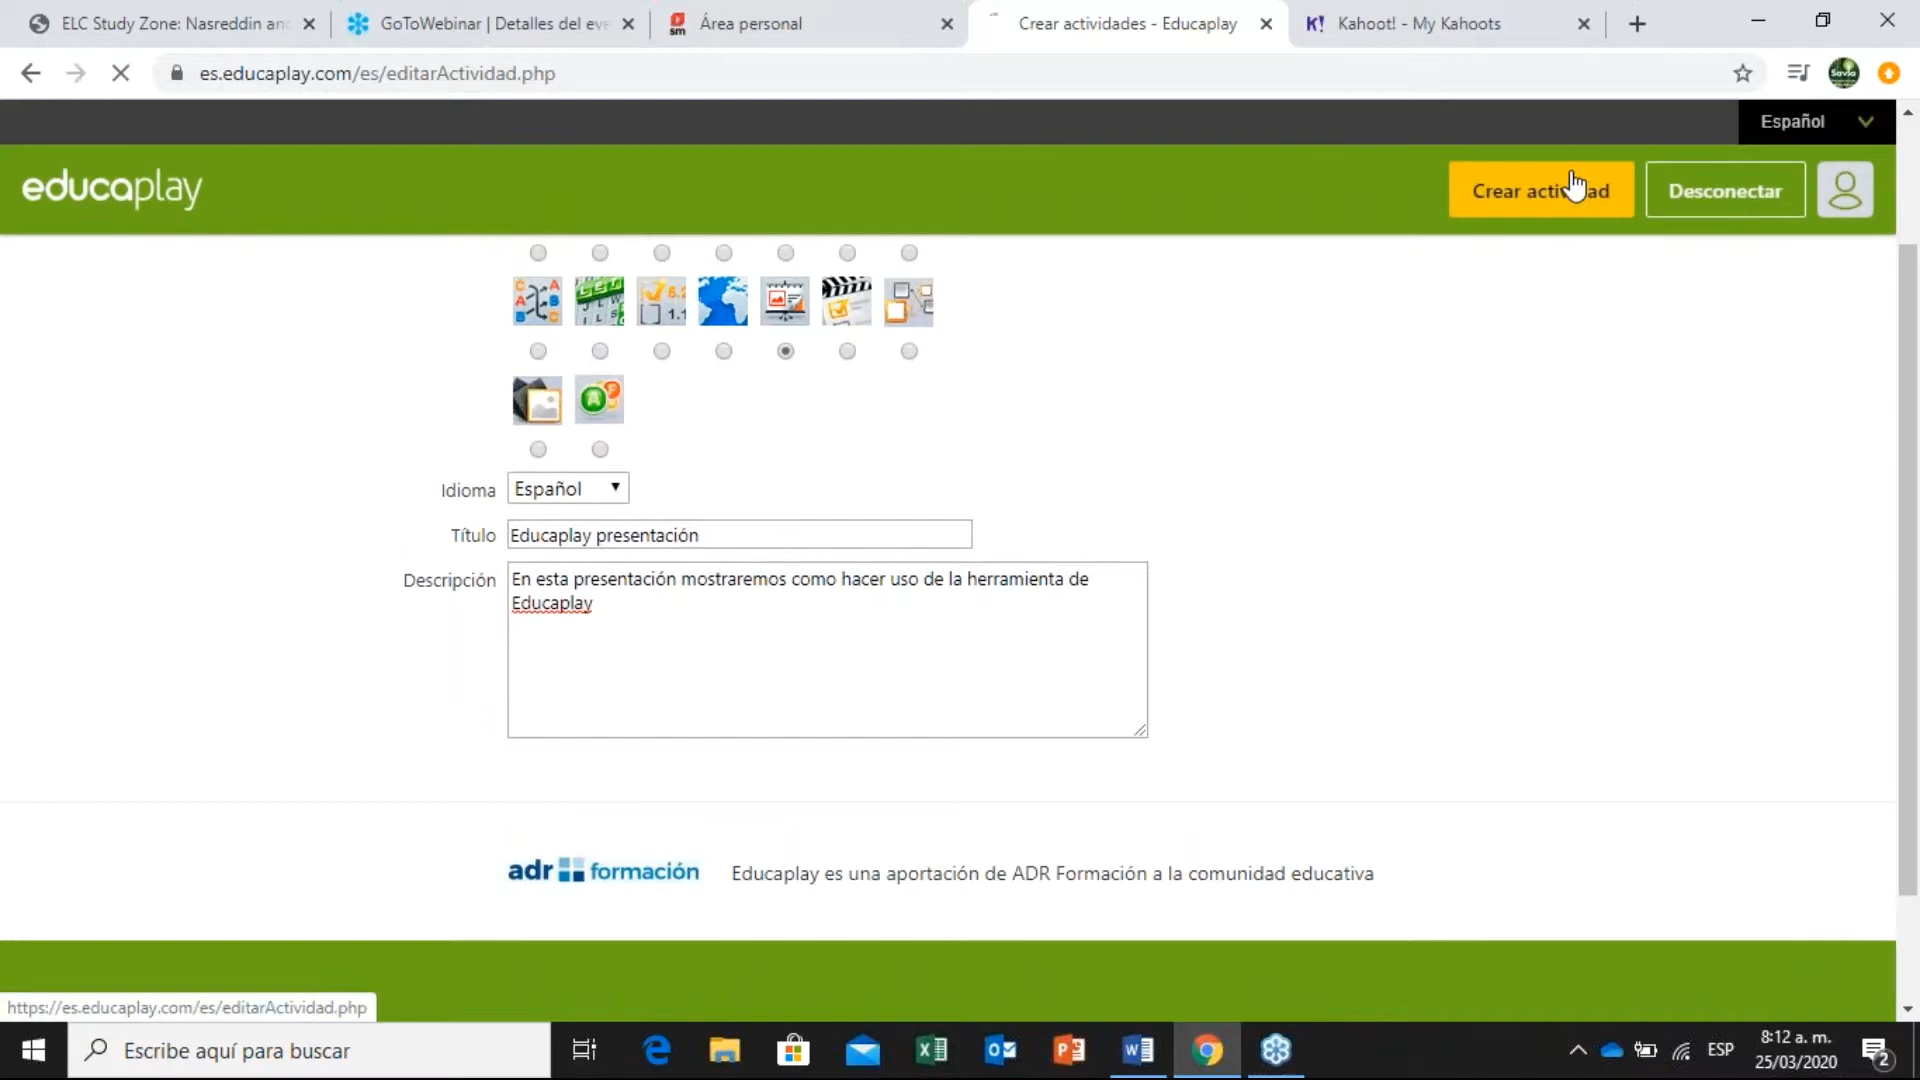 ELC Study Zone: Nasreddin an
GoToWebinar | Detalles del eve
sm
Área personal
Crear actividades - Educaplay
K!
Kahoot! - My Kahoots
es.educaplay.com/es/editarActividad.php
Savia
Español
educaplay
Crear actividad
Desconectar
Idioma
Español
Título
Educaplay presentación
Descripción
En esta presentación mostraremos como hacer uso de la herramienta de
Educaplay
adr formación
Educaplay es una aportación de ADR Formación a la comunidad educativa
https://es.educaplay.com/es/editarActividad.php
Escribe aquí para buscar
ESP
8:12 a. m.
25/03/2020
2